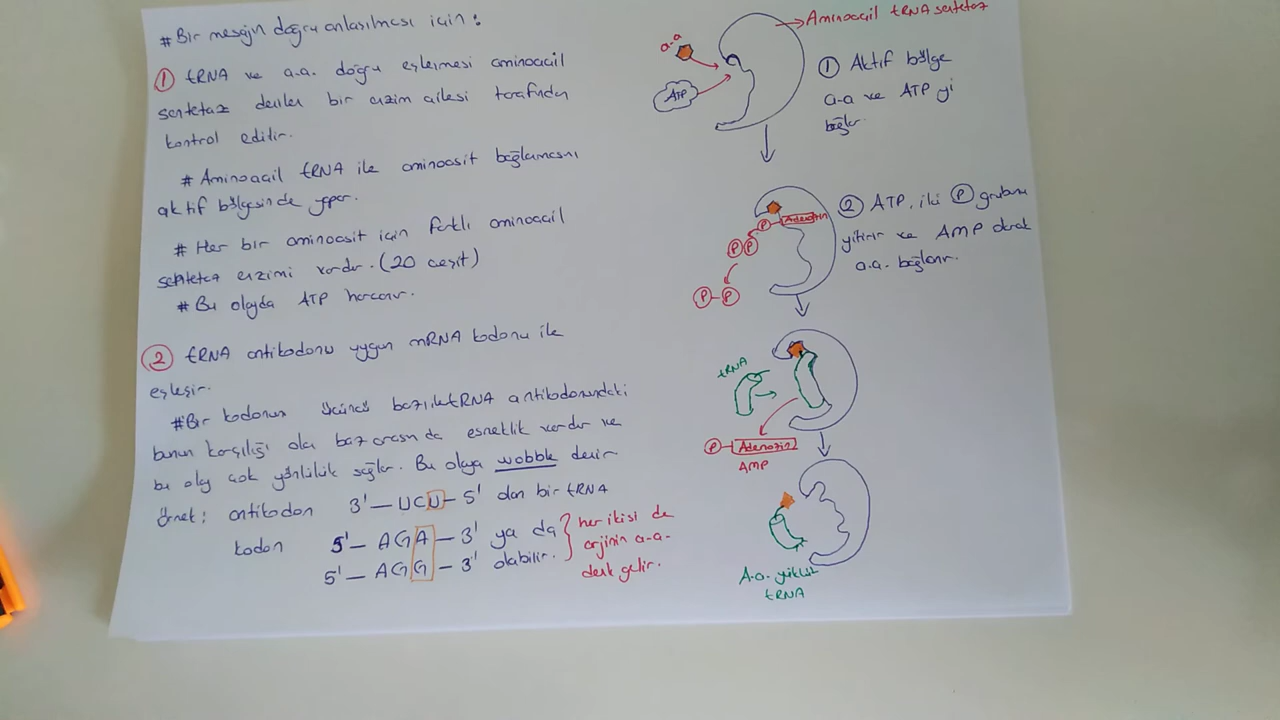 # Bir mesajın doğru anlaşılması için:
① tRNA ve a.a. doğru eşleşmesi aminoaçil
sentetaz denilen bir enzim ailesi tarafından
kontrol edilir.
# Aminoaçil tRNA ile aminoasit bağlanmasını
aktif bölgesinde yapar.
# Her bir aminoasit için farklı aminoaçil
sentetaz enzimi vardır. (20 çeşit)
# Bu olayda ATP harcanır.
② tRNA antikodonu uygun mRNA kodonu ile
eşleşir.
# Bir kodonun üçüncü bazı ile tRNA antikodonundaki
bunun karşılığı olan baz arasında esneklik vardır ve
bu olay çok yönlülük sağlar. Bu olaya wobble denir
Örnek: antikodon 3' — UCU — 5' olan bir tRNA
kodon 5' — AGA — 3' ya da
5' — AGG — 3' olabilir.
her ikisi de
arjinin a.a.
denk gelir.
Aminoaçil tRNA sentetaz
a.a
ATP
① Aktif bölge
a.a ve ATP yi
bağlar.
P Adenozin
P P
P P
② ATP, iki P grubunu
yitirir ve AMP olarak
a.a. bağlanır.
tRNA
P Adenozin
AMP
A.a. yüklü
tRNA